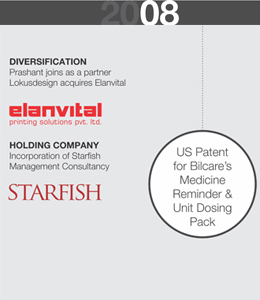 2008
DIVERSIFICATION
Prashant joins as a partner
Lokusdesign acquires Elanvital
elanvital
printing solutions pvt. ltd.
HOLDING COMPANY
Incorporation of Starfish
Management Consultancy
STARFISH
US Patent
for Bilcare's
Medicine
Reminder &
Unit Dosing
Pack